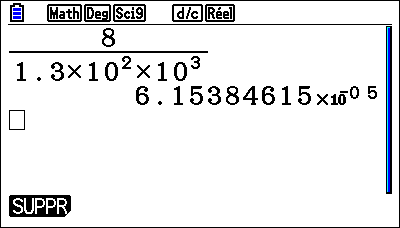 Math Deg Sci9 d/c Réel
8
1.3×10²×10³
6.15384615×10⁻⁰⁵
SUPPR